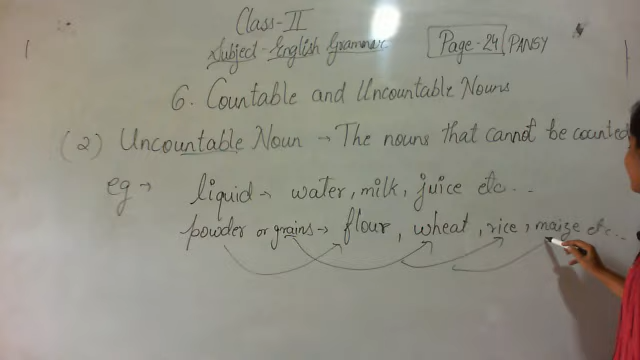 Class-II
Subject-English Grammar
Page-24 PANSY
6. Countable and Uncountable Nouns
(2) Uncountable Noun → The nouns that cannot be counted
eg → liquid → water, milk, juice etc...
powder or grains → flour, wheat, rice, maize etc...